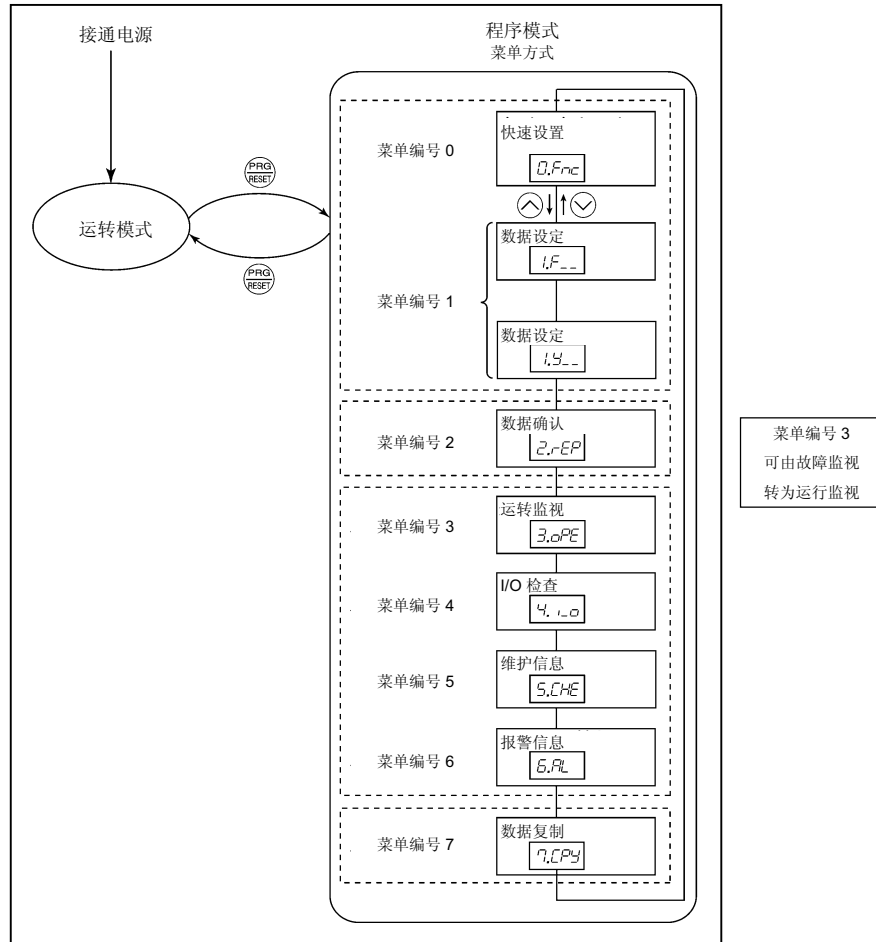 接通电源
程序模式
菜单方式
菜单编号 0
快速设置
0.Fnc
PRG
RESET
运转模式
PRG
RESET
菜单编号 1
数据设定
1.F__
数据设定
1.y__
菜单编号 2
数据确认
2.rEP
菜单编号 3
运转监视
3.oPE
菜单编号 4
I/O 检查
4.i_o
菜单编号 5
维护信息
5.CHE
菜单编号 6
报警信息
6.AL
菜单编号 7
数据复制
7.CPY
菜单编号 3
可由故障监视
转为运行监视